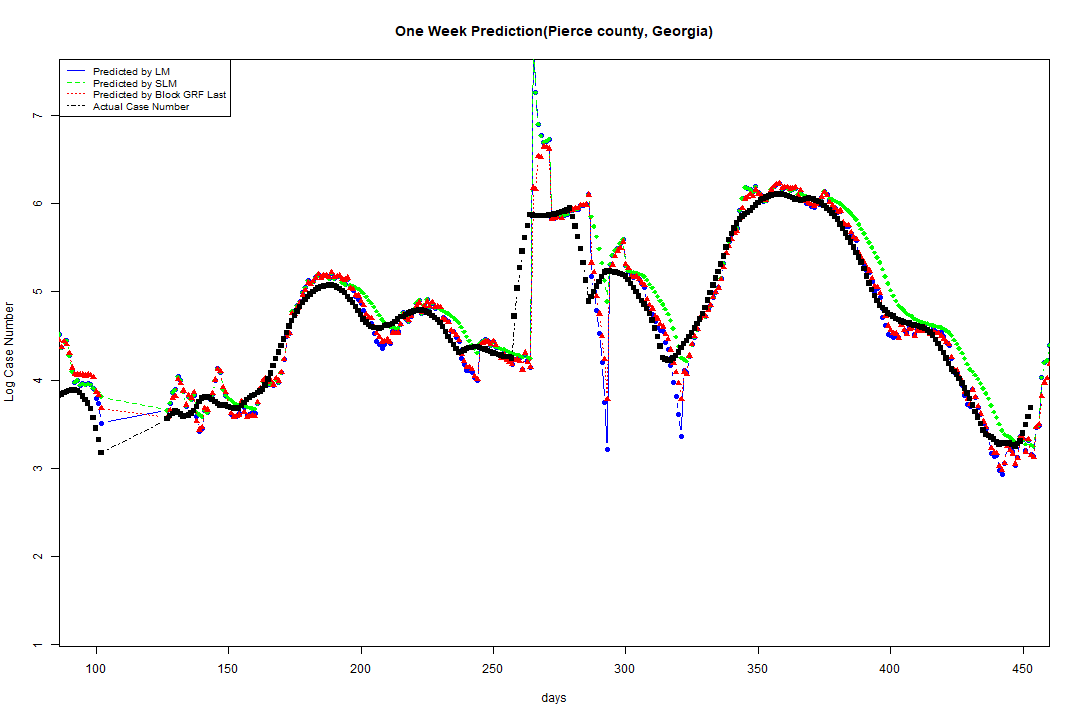 One Week Prediction(Pierce county, Georgia)
Predicted by LM
Predicted by SLM
Predicted by Block GRF Last
Actual Case Number
Log Case Number
7
6
5
4
3
2
1
100 150 200 250 300 350 400 450
days